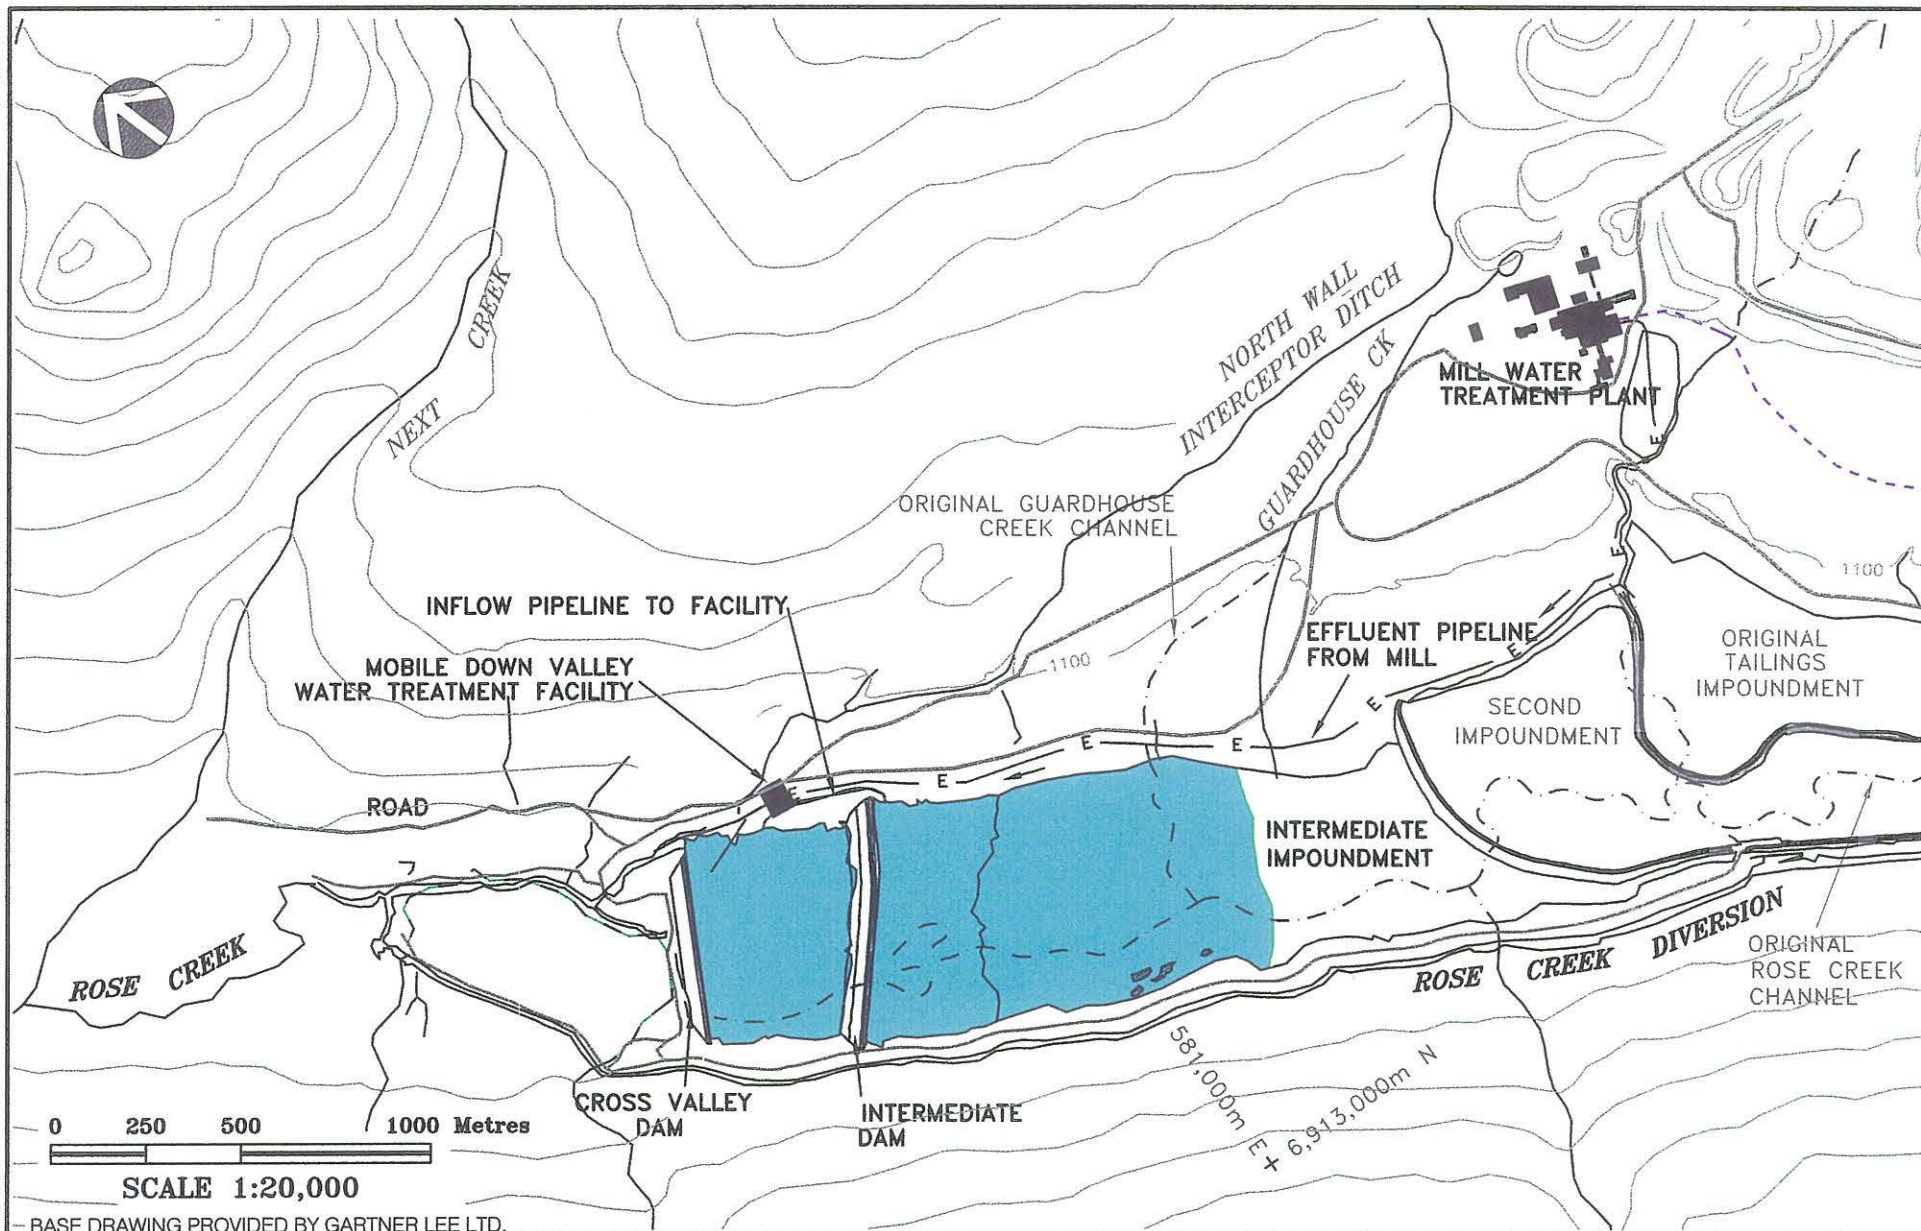 NEXT
CREEK
NORTH WALL
INTERCEPTOR DITCH
GUARDHOUSE CK
MILL WATER
TREATMENT PLANT
E
ORIGINAL GUARDHOUSE
CREEK CHANNEL
E
1100
INFLOW PIPELINE TO FACILITY
EFFLUENT PIPELINE
FROM MILL
E
ORIGINAL
TAILINGS
IMPOUNDMENT
MOBILE DOWN VALLEY
WATER TREATMENT FACILITY
1100
SECOND
IMPOUNDMENT
E
E
E
E
E
ROAD
INTERMEDIATE
IMPOUNDMENT
ROSE CREEK
ROSE CREEK DIVERSION
ORIGINAL
ROSE CREEK
CHANNEL
581,000m E
+ 6,913,000m N
CROSS VALLEY
DAM
INTERMEDIATE
DAM
0 250 500 1000 Metres
SCALE 1:20,000
- BASE DRAWING PROVIDED BY GARTNER LEE LTD.